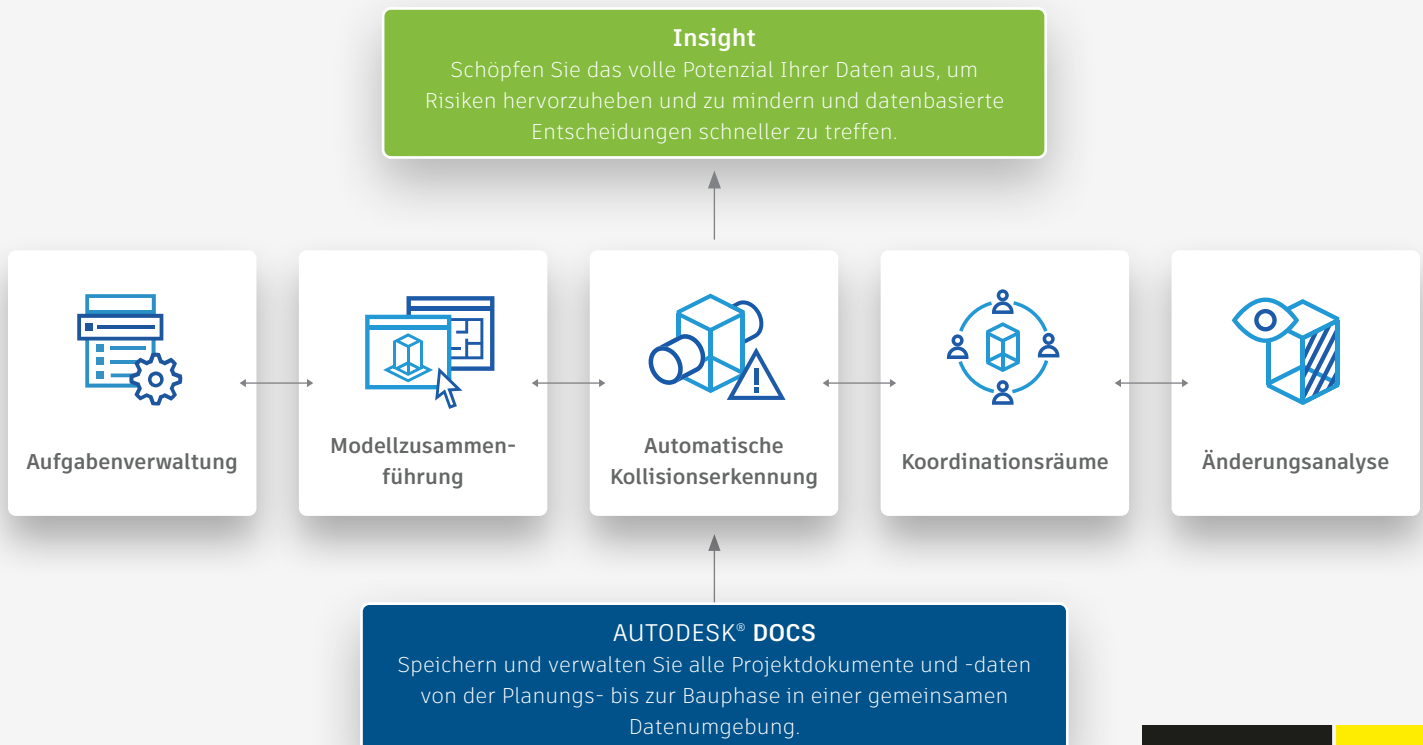 Insight
Schöpfen Sie das volle Potenzial Ihrer Daten aus, um
Risiken hervorzuheben und zu mindern und datenbasierte
Entscheidungen schneller zu treffen.
Aufgabenverwaltung
Modellzusammen-
führung
Automatische
Kollisionserkennung
Koordinationsräume
Änderungsanalyse
AUTODESK® DOCS
Speichern und verwalten Sie alle Projektdokumente und -daten
von der Planungs- bis zur Bauphase in einer gemeinsamen
Datenumgebung.